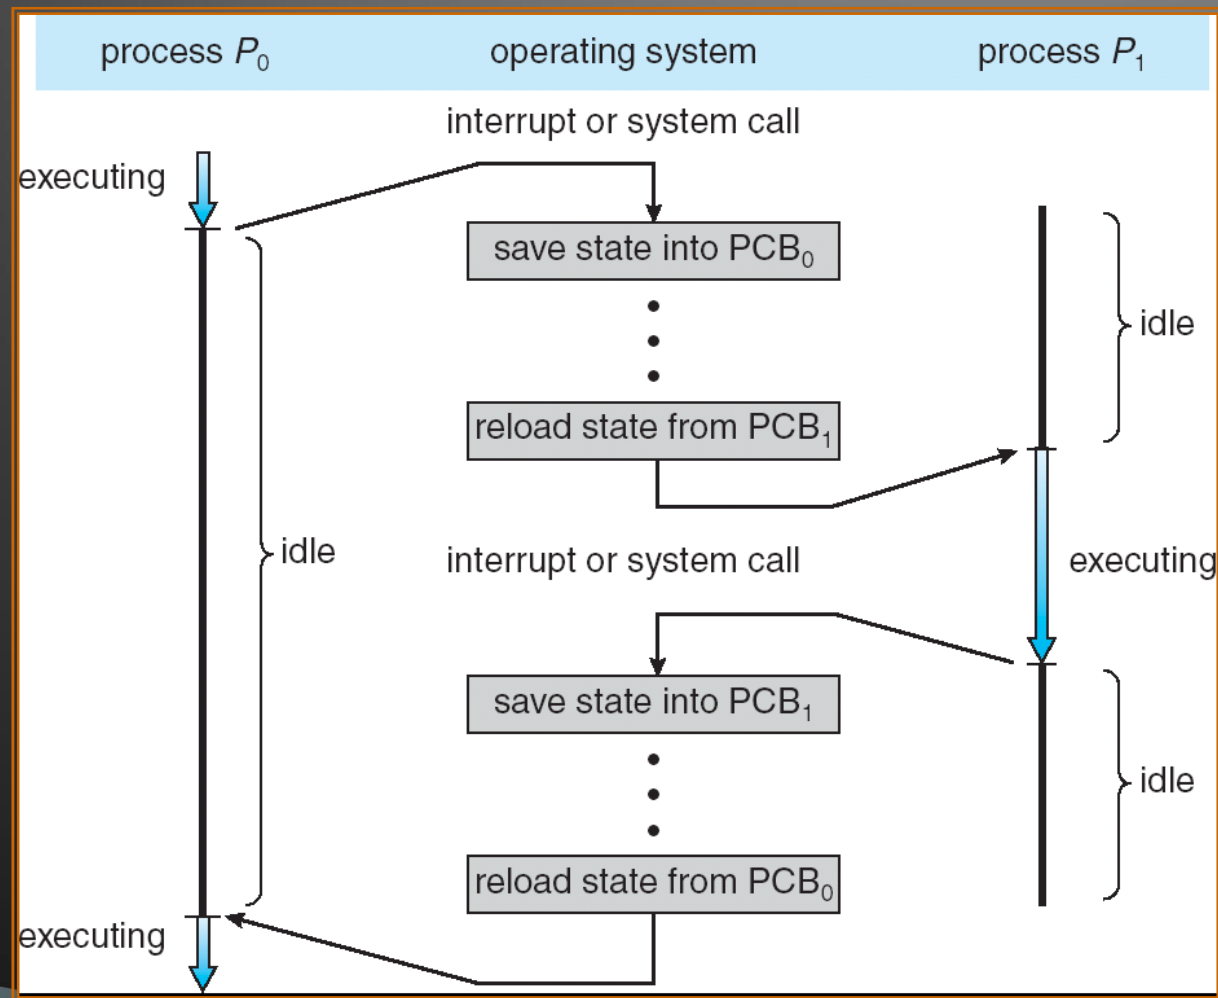 process P₀ operating system process P₁
interrupt or system call
executing
save state into PCB₀
idle
reload state from PCB₁
idle
interrupt or system call
executing
save state into PCB₁
idle
reload state from PCB₀
executing